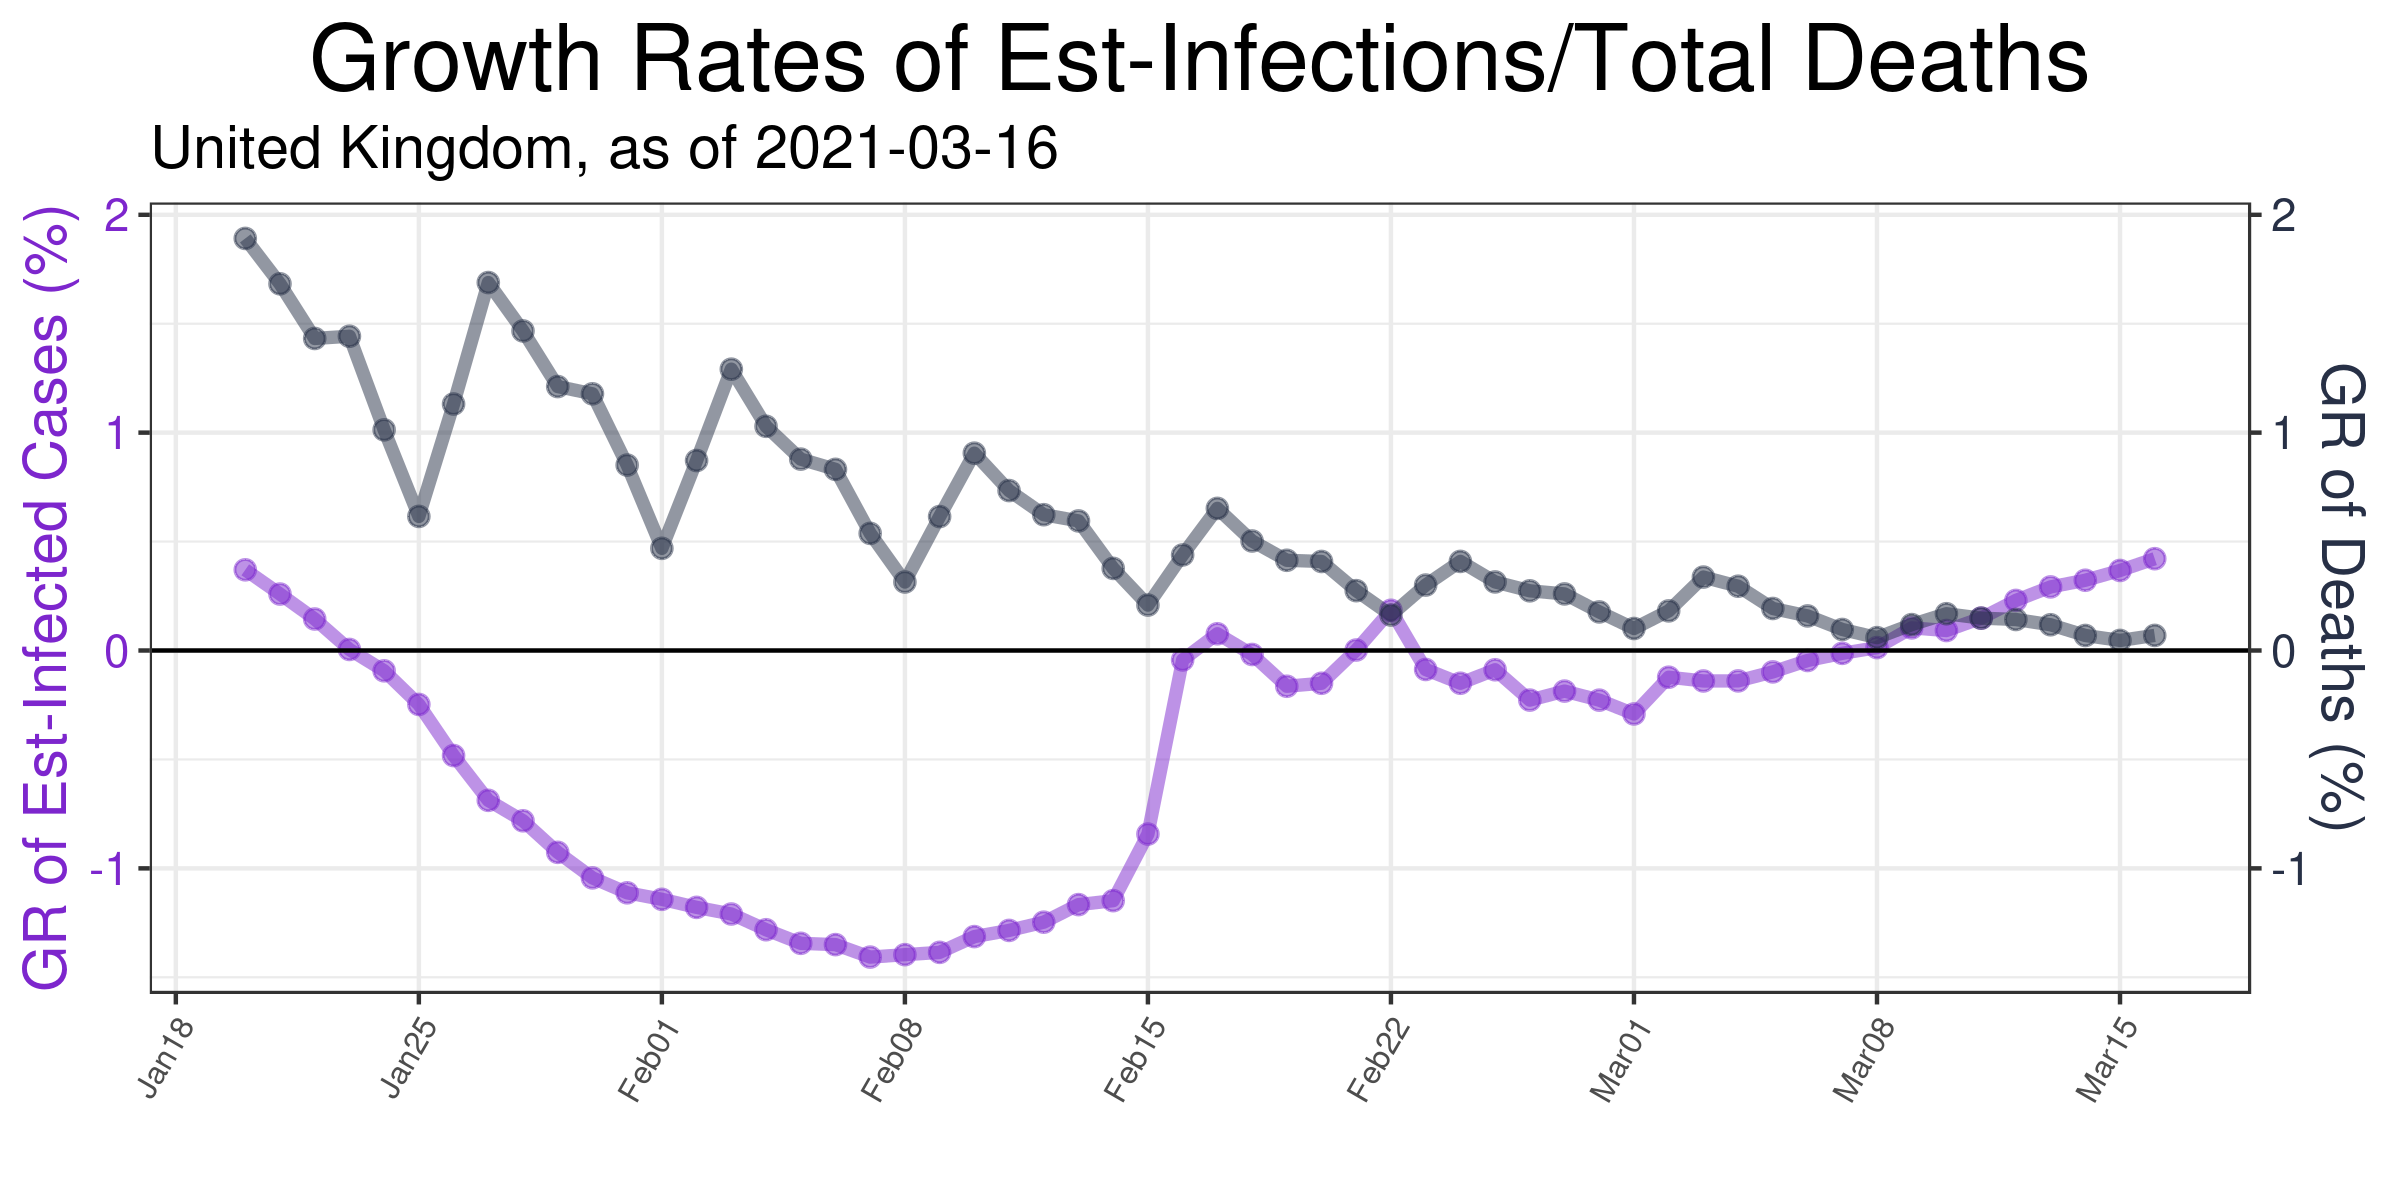 Growth Rates of Est-Infections/Total Deaths
United Kingdom, as of 2021-03-16
GR of Est-Infected Cases (%)
2
1
0
-1
2
1
0
-1
GR of Deaths (%)
Jan18
Jan25
Feb01
Feb08
Feb15
Feb22
Mar01
Mar08
Mar15